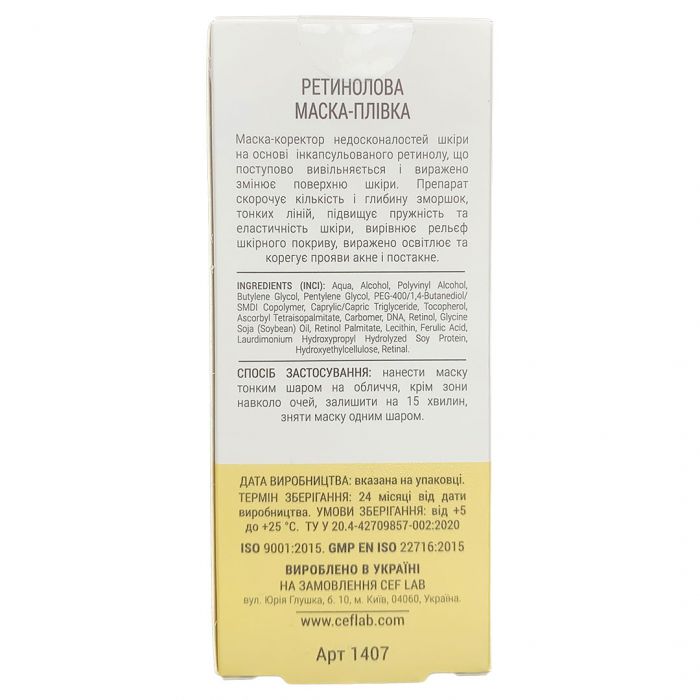 РЕТИНОЛОВА
МАСКА-ПЛІВКА
Маска-коректор недосконалостей шкіри
на основі інкапсульованого ретинолу, що
поступово вивільняється і виражено
змінює поверхню шкіри. Препарат
скорочує кількість і глибину зморшок,
тонких ліній, підвищує пружність та
еластичність шкіри, вирівнює рельєф
шкірного покриву, виражено освітлює та
корегує прояви акне і постакне.
INGREDIENTS (INCI): Aqua, Alcohol, Polyvinyl Alcohol,
Butylene Glycol, Pentylene Glycol, PEG-400/1,4-Butanediol/
SMDI Copolymer, Caprylic/Capric Triglyceride, Tocopherol,
Ascorbyl Tetraisopalmitate, Carbomer, DNA, Retinol, Glycine
Soja (Soybean) Oil, Retinol Palmitate, Lecithin, Ferulic Acid,
Laurdimonium Hydroxypropyl Hydrolyzed Soy Protein,
Hydroxyethylcellulose, Retinal.
СПОСІБ ЗАСТОСУВАННЯ: нанести маску
тонким шаром на обличчя, крім зони
навколо очей, залишити на 15 хвилин,
зняти маску одним шаром.
ДАТА ВИРОБНИЦТВА: вказана на упаковці.
ТЕРМІН ЗБЕРІГАННЯ: 24 місяці від дати
виробництва. УМОВИ ЗБЕРІГАННЯ: від +5
до +25 °С. ТУ У 20.4-42709857-002:2020
ISO 9001:2015. GMP EN ISO 22716:2015
ВИРОБЛЕНО В УКРАЇНІ
НА ЗАМОВЛЕННЯ CEF LAB
вул. Юрія Глушка, б. 10, м. Київ, 04060, Україна.
www.ceflab.com
Арт 1407